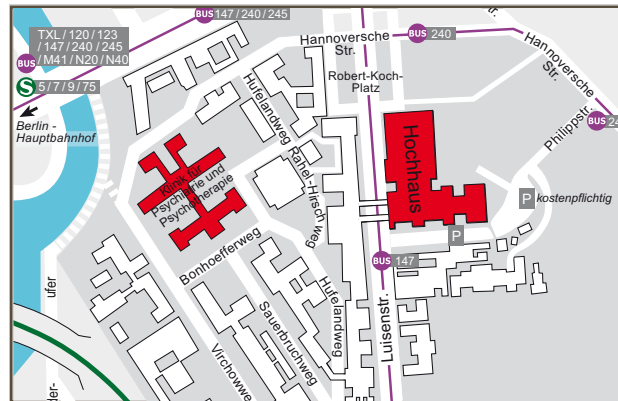 BUS 147 / 240 / 245
TXL / 120 / 123
/ 147 / 240 / 245
/ M41 / N20 / N40
BUS
S 5 / 7 / 9 / 75
Berlin -
Hauptbahnhof
Hannoversche
Str.
BUS 240
Hannoversche
Str.
Robert-Koch-
Platz
Philippstr.
BUS 24
Hufelandweg
Rahel-Hirsch weg
Hochhaus
Klinik für
Psychiatrie und
Psychotherapie
P kostenpflichtig
P
Bonhoefferweg
BUS 147
Luisenstr.
Hufelandweg
Sauerbruchweg
Virchowweg
ufer
der-